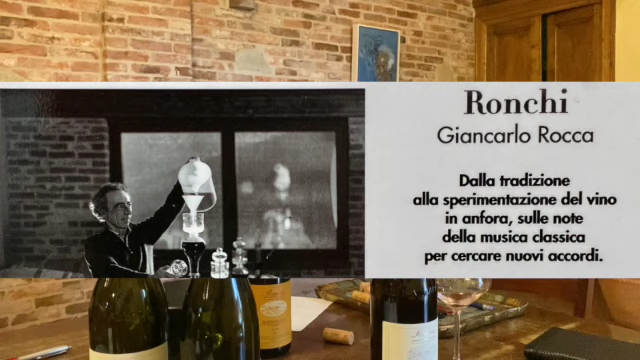 Ronchi
Giancarlo Rocca
Dalla tradizione
alla sperimentazione del vino
in anfora, sulle note
della musica classica
per cercare nuovi accordi.